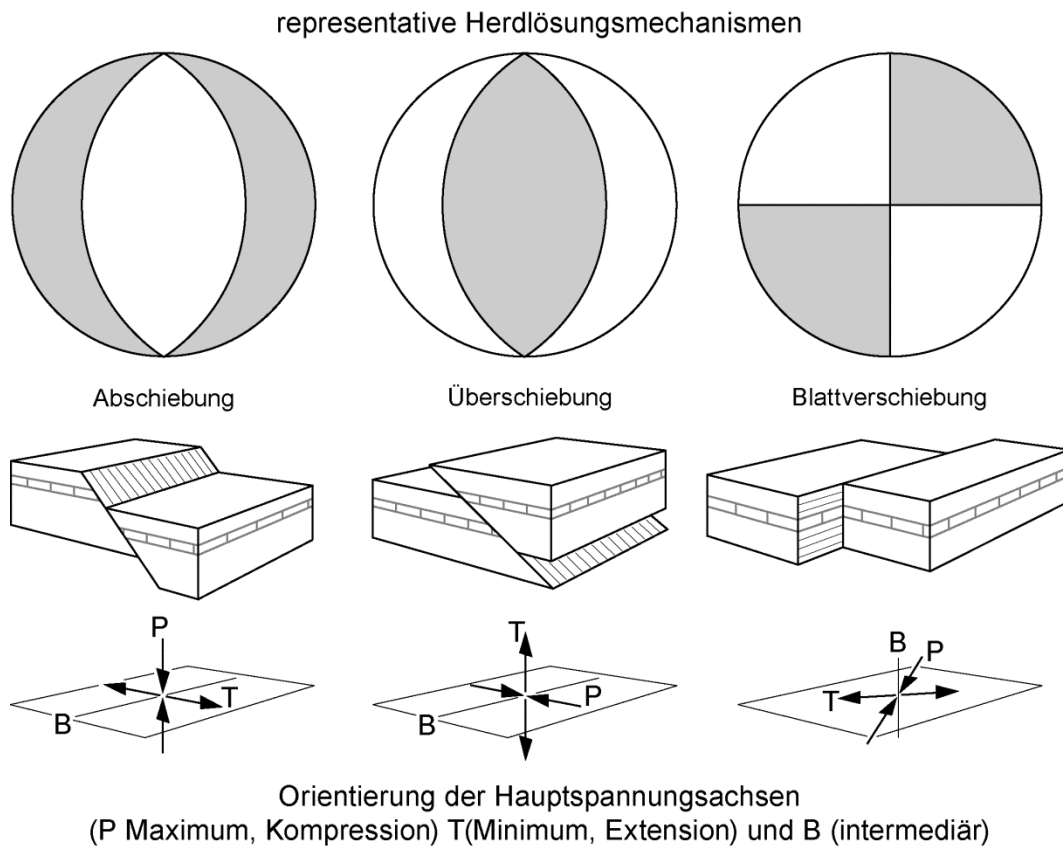 representative Herdlösungsmechanismen
Abschiebung
Überschiebung
Blattverschiebung
P
T
B
T
P
B
B
P
T
Orientierung der Hauptspannungsachsen
(P Maximum, Kompression) T(Minimum, Extension) und B (intermediär)